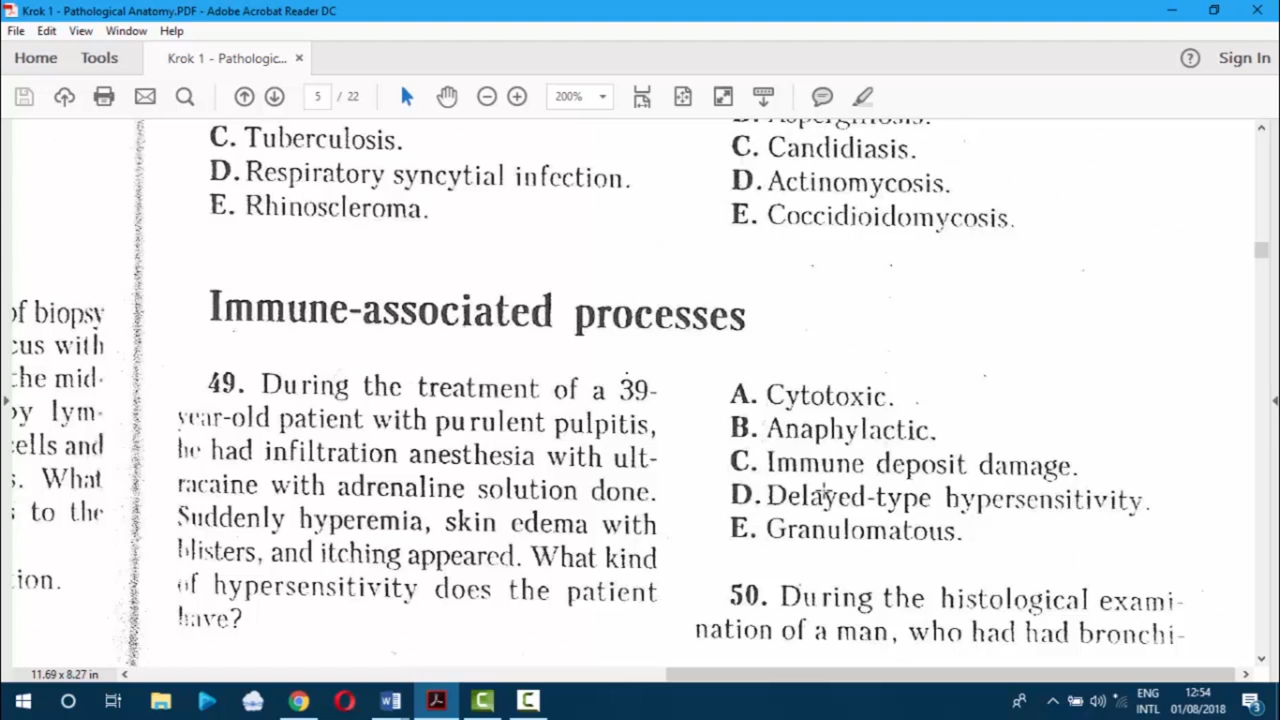 Krok 1 - Pathological Anatomy.PDF - Adobe Acrobat Reader DC
File Edit View Window Help
Home Tools Krok 1 - Pathologic... × Sign In
5 / 22 200%
C. Tuberculosis.
D. Respiratory syncytial infection.
E. Rhinoscleroma.
B. Aspergillosis.
C. Candidiasis.
D. Actinomycosis.
E. Coccidioidomycosis.
of biopsy
cus with
the mid-
by lym-
cells and
s. What
s to the
ion.
Immune-associated processes
49. During the treatment of a 39-
year-old patient with purulent pulpitis,
he had infiltration anesthesia with ult-
racaine with adrenaline solution done.
Suddenly hyperemia, skin edema with
blisters, and itching appeared. What kind
of hypersensitivity does the patient
have?
A. Cytotoxic.
B. Anaphylactic.
C. Immune deposit damage.
D. Delayed-type hypersensitivity.
E. Granulomatous.
50. During the histological exami-
nation of a man, who had had bronchi-
11.69 x 8.27 in
ENG
INTL
12:54
01/08/2018
3